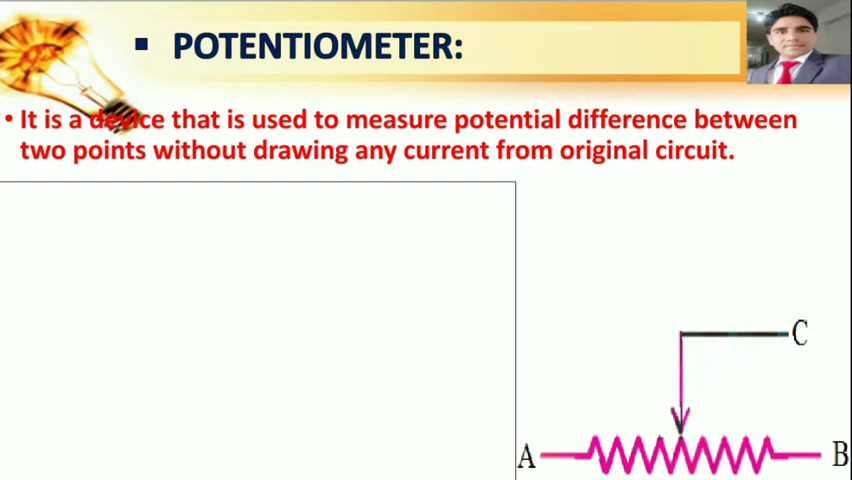 ▪ POTENTIOMETER:
• It is a device that is used to measure potential difference between
two points without drawing any current from original circuit.
C
A B